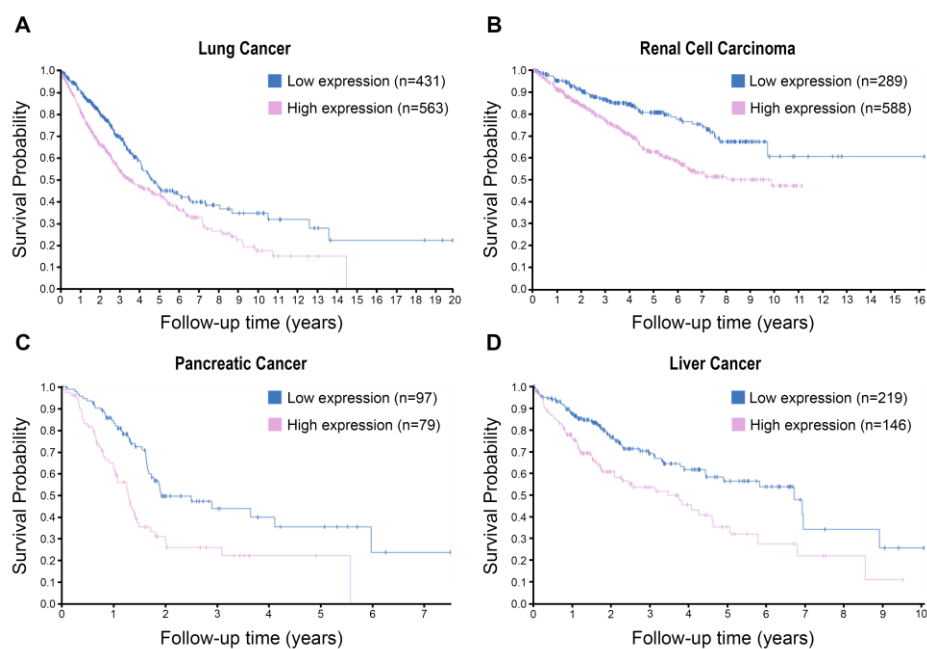 A
Lung Cancer
Survival Probability
1.0
0.9
0.8
0.7
0.6
0.5
0.4
0.3
0.2
0.1
0.0
Low expression (n=431)
High expression (n=563)
0 1 2 3 4 5 6 7 8 9 10 11 12 13 14 15 16 17 18 19 20
Follow-up time (years)
B
Renal Cell Carcinoma
Survival Probability
1.0
0.9
0.8
0.7
0.6
0.5
0.4
0.3
0.2
0.1
0.0
Low expression (n=289)
High expression (n=588)
0 1 2 3 4 5 6 7 8 9 10 11 12 13 14 15 16
Follow-up time (years)
C
Pancreatic Cancer
Survival Probability
1.0
0.9
0.8
0.7
0.6
0.5
0.4
0.3
0.2
0.1
0.0
Low expression (n=97)
High expression (n=79)
0 1 2 3 4 5 6 7
Follow-up time (years)
D
Liver Cancer
Survival Probability
1.0
0.9
0.8
0.7
0.6
0.5
0.4
0.3
0.2
0.1
0.0
Low expression (n=219)
High expression (n=146)
0 1 2 3 4 5 6 7 8 9 10
Follow-up time (years)